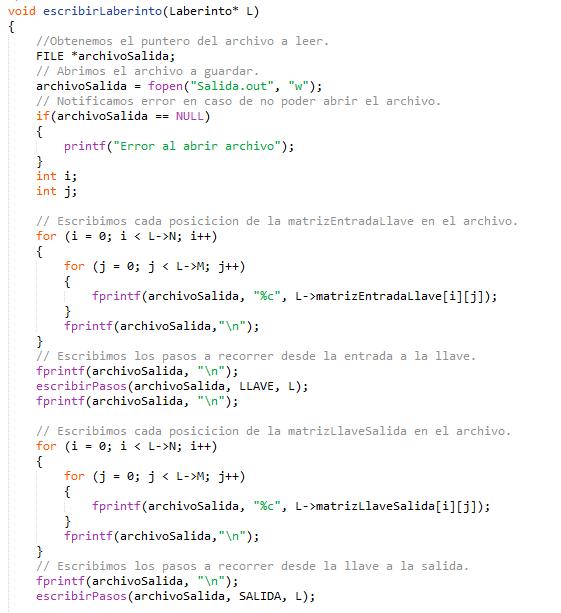 void escribirLaberinto(Laberinto* L)
{
    //Obtenemos el puntero del archivo a leer.
    FILE *archivoSalida;
    // Abrimos el archivo a guardar.
    archivoSalida = fopen("Salida.out", "w");
    // Notificamos error en caso de no poder abrir el archivo.
    if(archivoSalida == NULL)
    {
        printf("Error al abrir archivo");
    }
    int i;
    int j;

    // Escribimos cada posicicion de la matrizEntradaLlave en el archivo.
    for (i = 0; i < L->N; i++)
    {
        for (j = 0; j < L->M; j++)
        {
            fprintf(archivoSalida, "%c", L->matrizEntradaLlave[i][j]);
        }
        fprintf(archivoSalida,"\n");
    }
    // Escribimos los pasos a recorrer desde la entrada a la llave.
    fprintf(archivoSalida, "\n");
    escribirPasos(archivoSalida, LLAVE, L);
    fprintf(archivoSalida, "\n");

    // Escribimos cada posicicion de la matrizLlaveSalida en el archivo.
    for (i = 0; i < L->N; i++)
    {
        for (j = 0; j < L->M; j++)
        {
            fprintf(archivoSalida, "%c", L->matrizLlaveSalida[i][j]);
        }
        fprintf(archivoSalida,"\n");
    }
    // Escribimos los pasos a recorrer desde la llave a la salida.
    fprintf(archivoSalida, "\n");
    escribirPasos(archivoSalida, SALIDA, L);